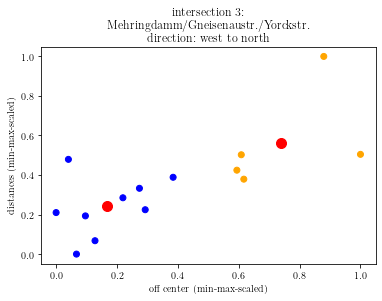 intersection 3:
Mehringdamm/Gneisenaustr./Yorckstr.
direction: west to north
1.0
0.8
0.6
0.4
0.2
0.0
distances (min-max-scaled)
0.0 0.2 0.4 0.6 0.8 1.0
off center (min-max-scaled)